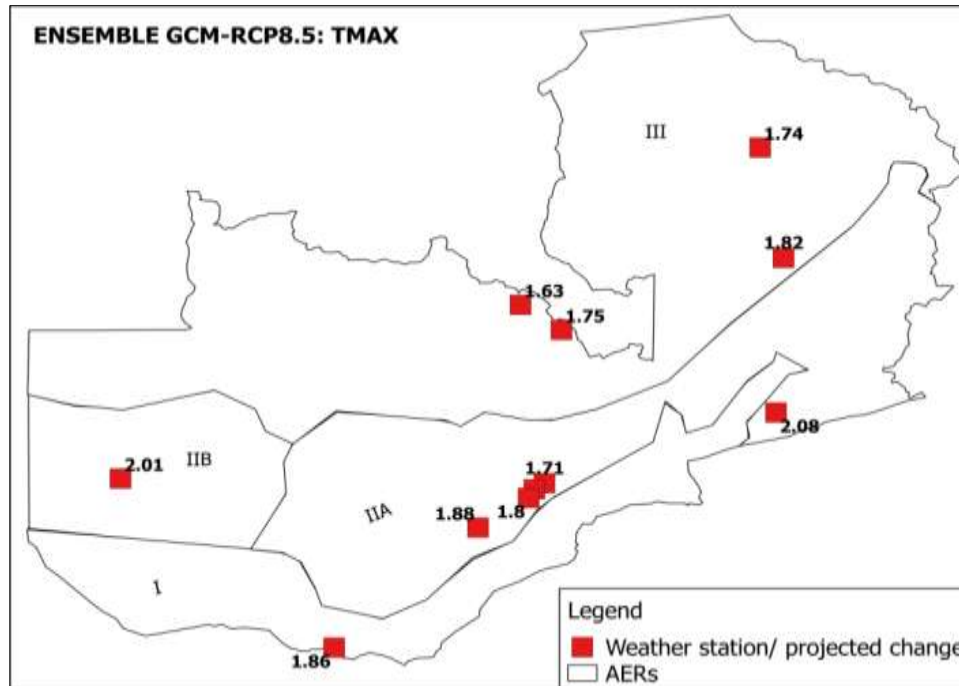 ENSEMBLE GCM-RCP8.5: TMAX
III
1.74
1.82
1.63
1.75
2.08
IIB
2.01
1.71
IIA
1.88
1.8
I
1.86
Legend
Weather station/ projected change
AERs